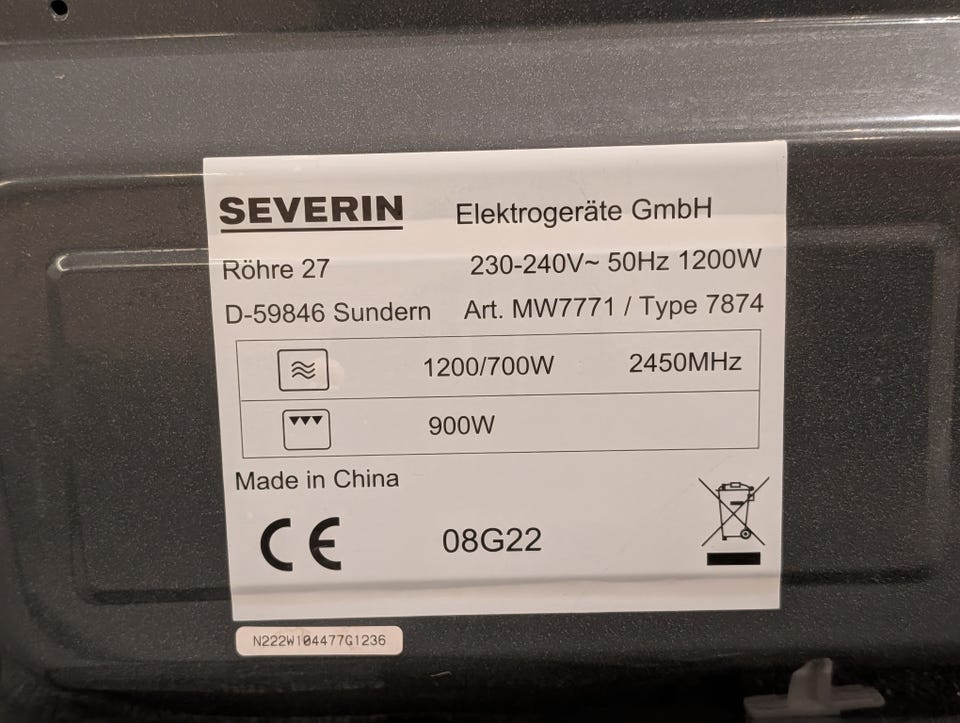 SEVERIN Elektrogeräte GmbH
Röhre 27 230-240V~ 50Hz 1200W
D-59846 Sundern Art. MW7771 / Type 7874
1200/700W 2450MHz
900W
Made in China
CE 08G22
N222W104477G1236